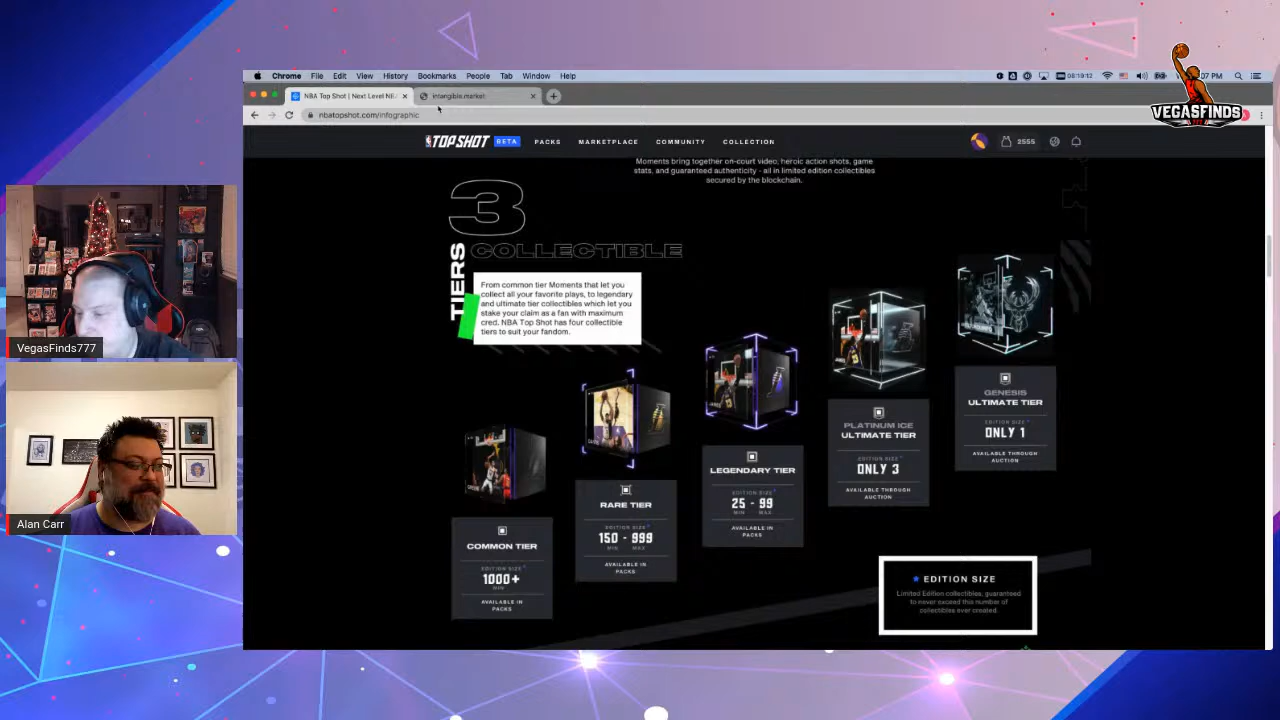 Chrome File Edit View History Bookmarks People Tab Window Help
07 PM
NBA Top Shot | Next Level NB
intangible.market
nbatopshot.com/infographic
VEGASFINDS
777
TOP SHOT BETA PACKS MARKETPLACE COMMUNITY COLLECTION 2555
Moments bring together on-court video, heroic action shots, game
stats, and guaranteed authenticity - all in limited edition collectibles
secured by the blockchain.
3
COLLECTIBLE
TIERS
From common tier Moments that let you
collect all your favorite plays, to legendary
and ultimate tier collectibles which let you
stake your claim as a fan with maximum
cred. NBA Top Shot has four collectible
tiers to suit your fandom.
COMMON TIER
EDITION SIZE*
1000+
MIN
AVAILABLE IN
PACKS
RARE TIER
EDITION SIZE*
150 - 999
MIN MAX
AVAILABLE IN
PACKS
LEGENDARY TIER
EDITION SIZE*
25 - 99
MIN MAX
AVAILABLE IN
PACKS
PLATINUM ICE
ULTIMATE TIER
EDITION SIZE*
ONLY 3
AVAILABLE THROUGH
AUCTION
GENESIS
ULTIMATE TIER
EDITION SIZE*
ONLY 1
AVAILABLE THROUGH
AUCTION
★ EDITION SIZE
Limited Edition collectibles, guaranteed
to never exceed this number of
collectibles ever created
VegasFinds777
Alan Carr